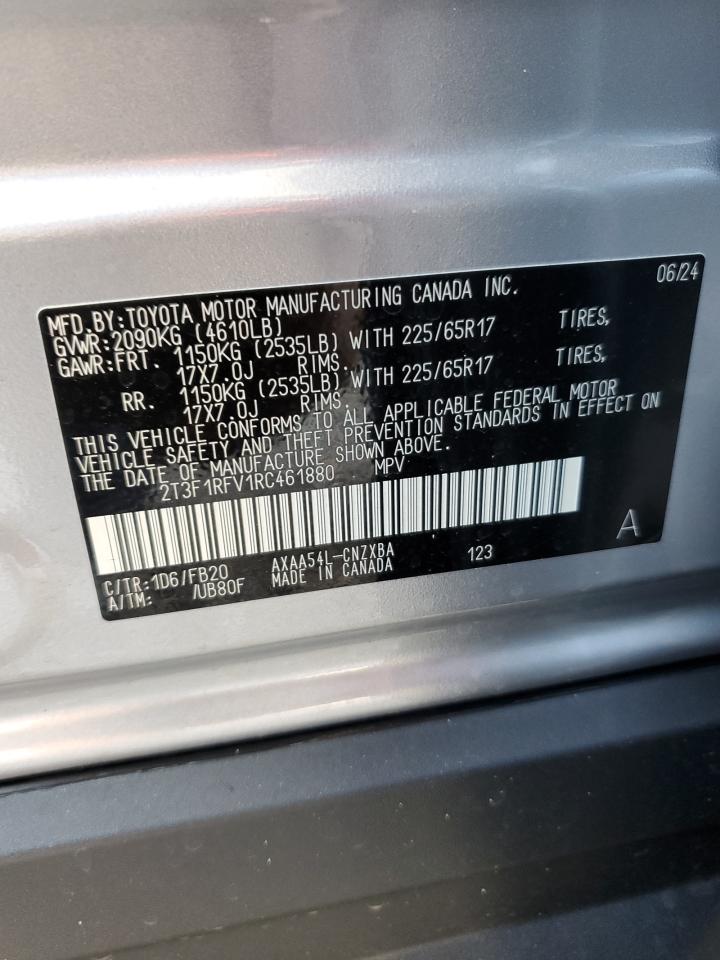 06/24
MFD.BY:TOYOTA MOTOR MANUFACTURING CANADA INC.
GVWR:2090KG (4610LB)
GAWR:FRT. 1150KG (2535LB) WITH 225/65R17 TIRES,
17X7.0J RIMS.
RR. 1150KG (2535LB) WITH 225/65R17 TIRES,
17X7.0J RIMS.
THIS VEHICLE CONFORMS TO ALL APPLICABLE FEDERAL MOTOR
VEHICLE SAFETY AND THEFT PREVENTION STANDARDS IN EFFECT ON
THE DATE OF MANUFACTURE SHOWN ABOVE.
2T3F1RFV1RC461880 MPV
A
C/TR:1D6/FB20 AXAA54L-CNZXBA 123
A/TM: /UB80F MADE IN CANADA